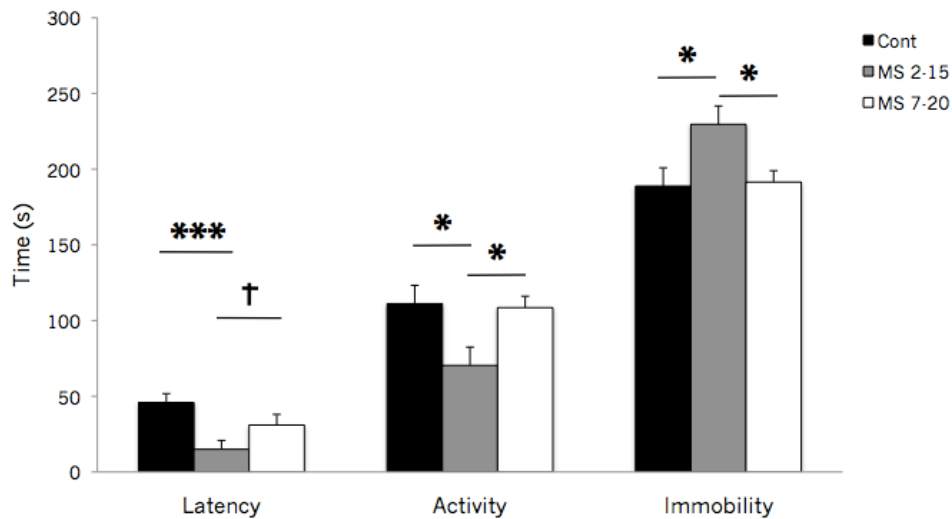 300
250
200
150
100
50
0
Time (s)
***
†
*
*
*
*
Latency
Activity
Immobility
Cont
MS 2-15
MS 7-20